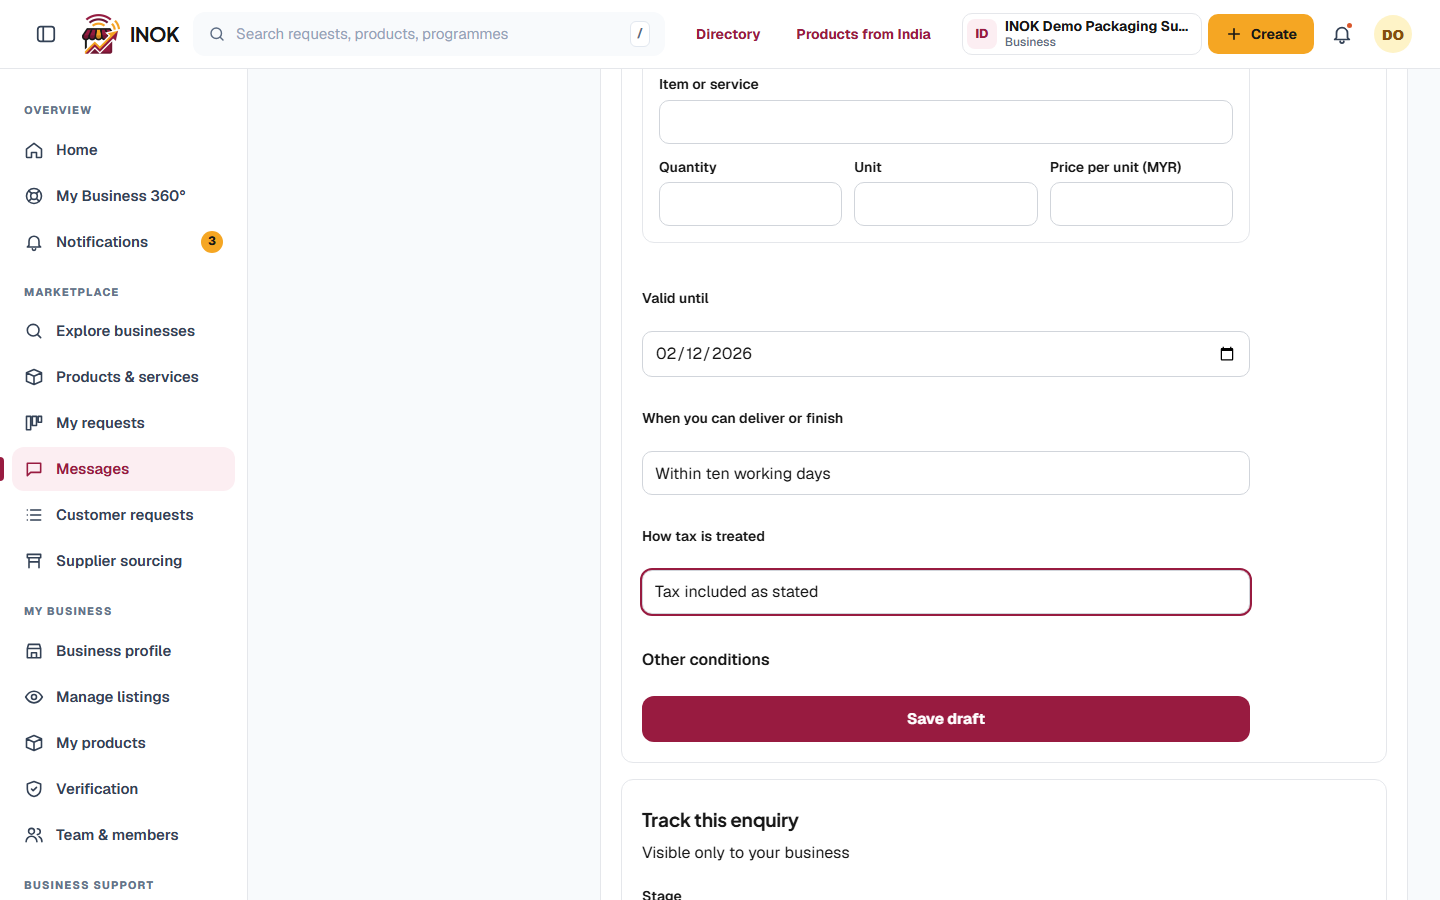 INOK
Search requests, products, programmes
/
Directory
Products from India
ID
INOK Demo Packaging Su...
Business
+ Create
DO
OVERVIEW
Home
My Business 360°
Notifications
3
MARKETPLACE
Explore businesses
Products & services
My requests
Messages
Customer requests
Supplier sourcing
MY BUSINESS
Business profile
Manage listings
My products
Verification
Team & members
BUSINESS SUPPORT
Item or service
Quantity
Unit
Price per unit (MYR)
Valid until
02/12/2026
When you can deliver or finish
Within ten working days
How tax is treated
Tax included as stated
Other conditions
Save draft
Track this enquiry
Visible only to your business
Stage